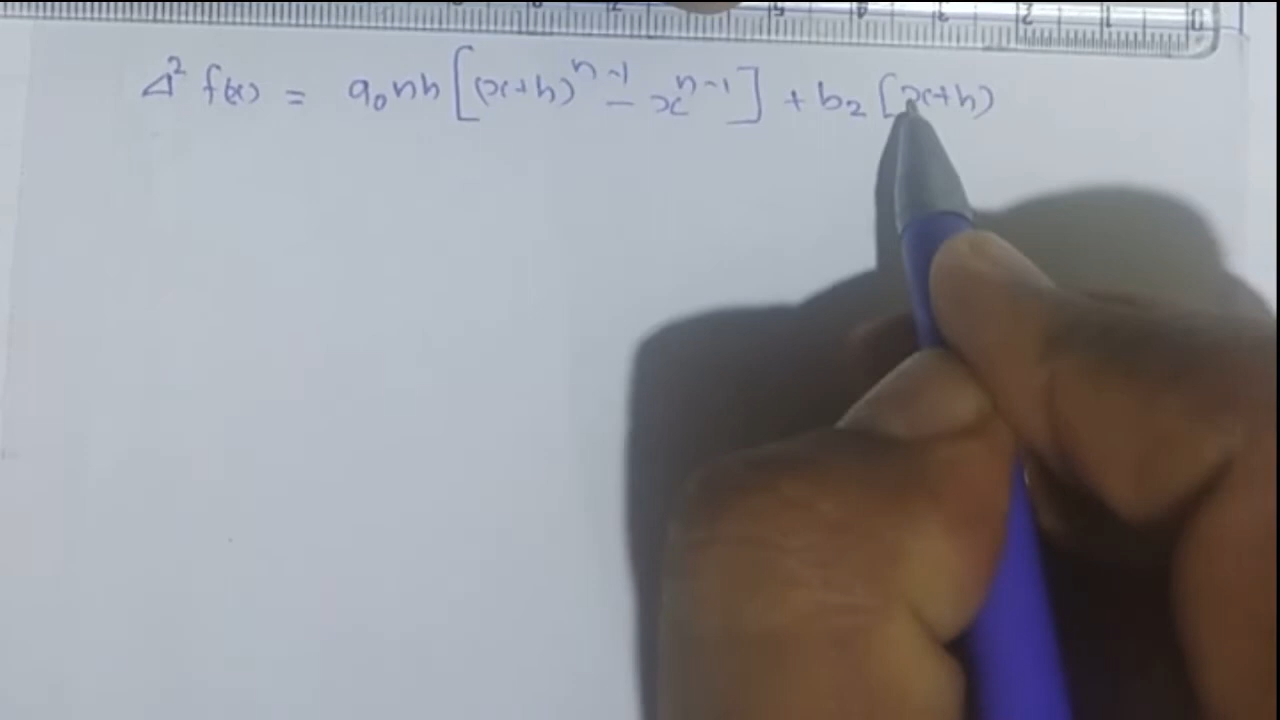 Δ² f(x) = a₀nh [(x+h)ⁿ⁻¹ - xⁿ⁻¹] + b₂ [(x+h)